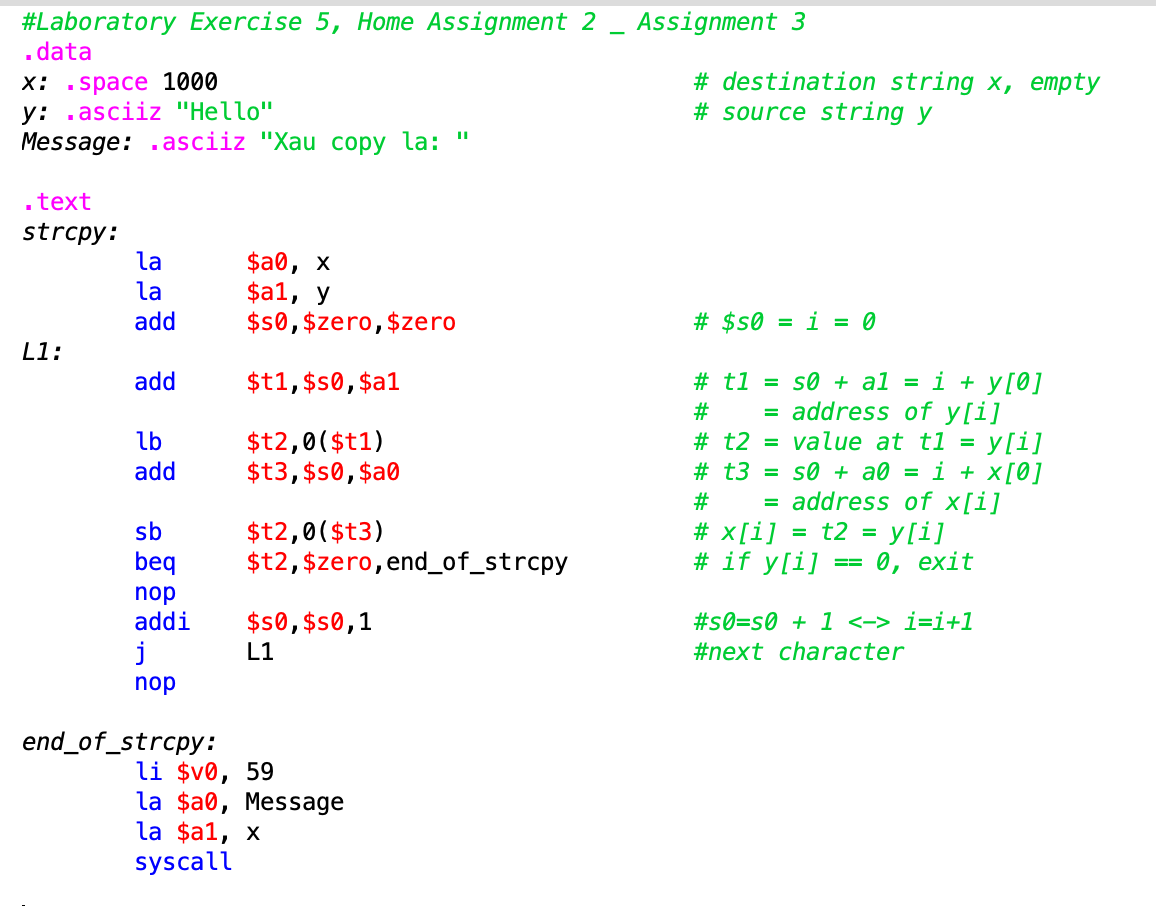 #Laboratory Exercise 5, Home Assignment 2 _ Assignment 3
.data
x: .space 1000 # destination string x, empty
y: .asciiz "Hello" # source string y
Message: .asciiz "Xau copy la: "
.text
strcpy:
la $a0, x
la $a1, y
add $s0,$zero,$zero # $s0 = i = 0
L1:
add $t1,$s0,$a1 # t1 = s0 + a1 = i + y[0]
# = address of y[i]
lb $t2,0($t1) # t2 = value at t1 = y[i]
add $t3,$s0,$a0 # t3 = s0 + a0 = i + x[0]
# = address of x[i]
sb $t2,0($t3) # x[i] = t2 = y[i]
beq $t2,$zero,end_of_strcpy # if y[i] == 0, exit
nop
addi $s0,$s0,1 #s0=s0 + 1 <-> i=i+1
j L1 #next character
nop
end_of_strcpy:
li $v0, 59
la $a0, Message
la $a1, x
syscall